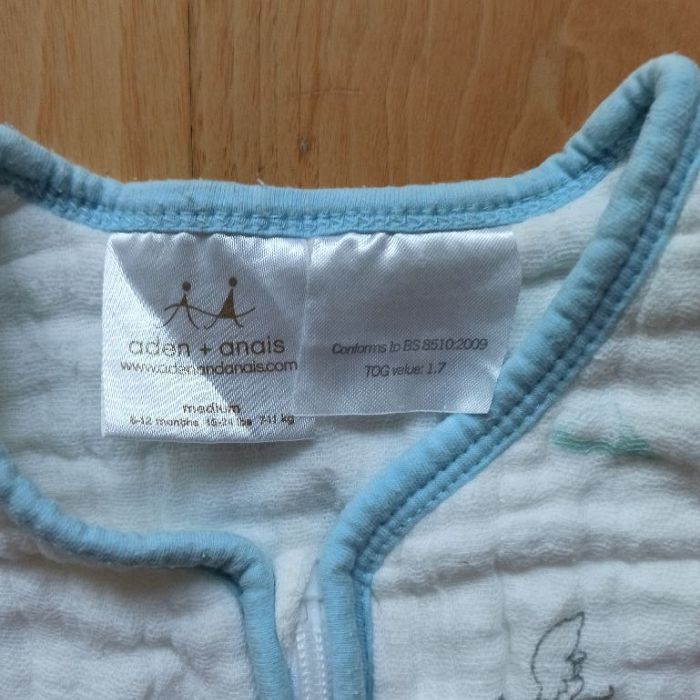 aden + anais
www.adenandanais.com
medium
6-12 months 16-24 lbs 7-11 kg
Conforms to BS 8510:2009
TOG value: 1.7